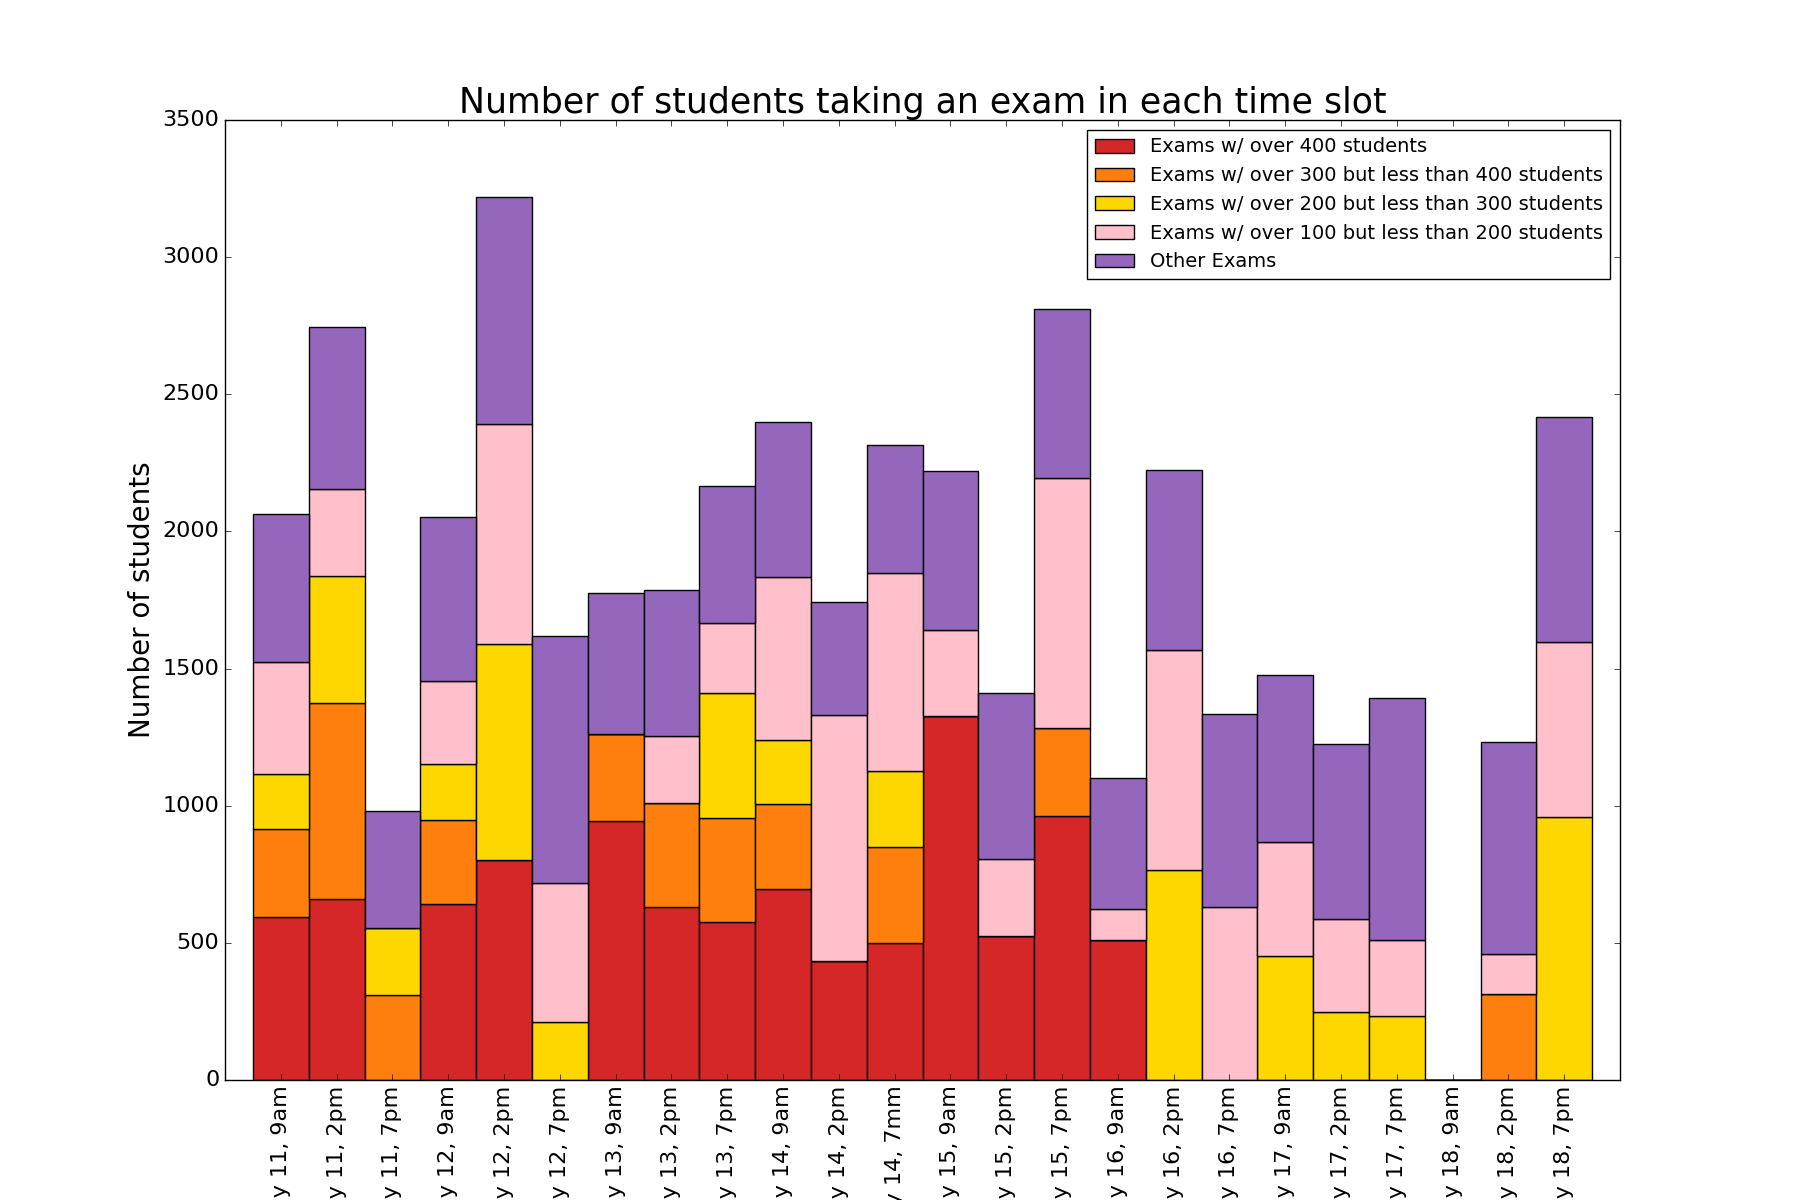 Number of students taking an exam in each time slot
Exams w/ over 400 students
Exams w/ over 300 but less than 400 students
Exams w/ over 200 but less than 300 students
Exams w/ over 100 but less than 200 students
Other Exams
Number of students
3500
3000
2500
2000
1500
1000
500
0
y 11, 9am
y 11, 2pm
y 11, 7pm
y 12, 9am
y 12, 2pm
y 12, 7pm
y 13, 9am
y 13, 2pm
y 13, 7pm
y 14, 9am
y 14, 2pm
y 14, 7mm
y 15, 9am
y 15, 2pm
y 15, 7pm
y 16, 9am
y 16, 2pm
y 16, 7pm
y 17, 9am
y 17, 2pm
y 17, 7pm
y 18, 9am
y 18, 2pm
y 18, 7pm